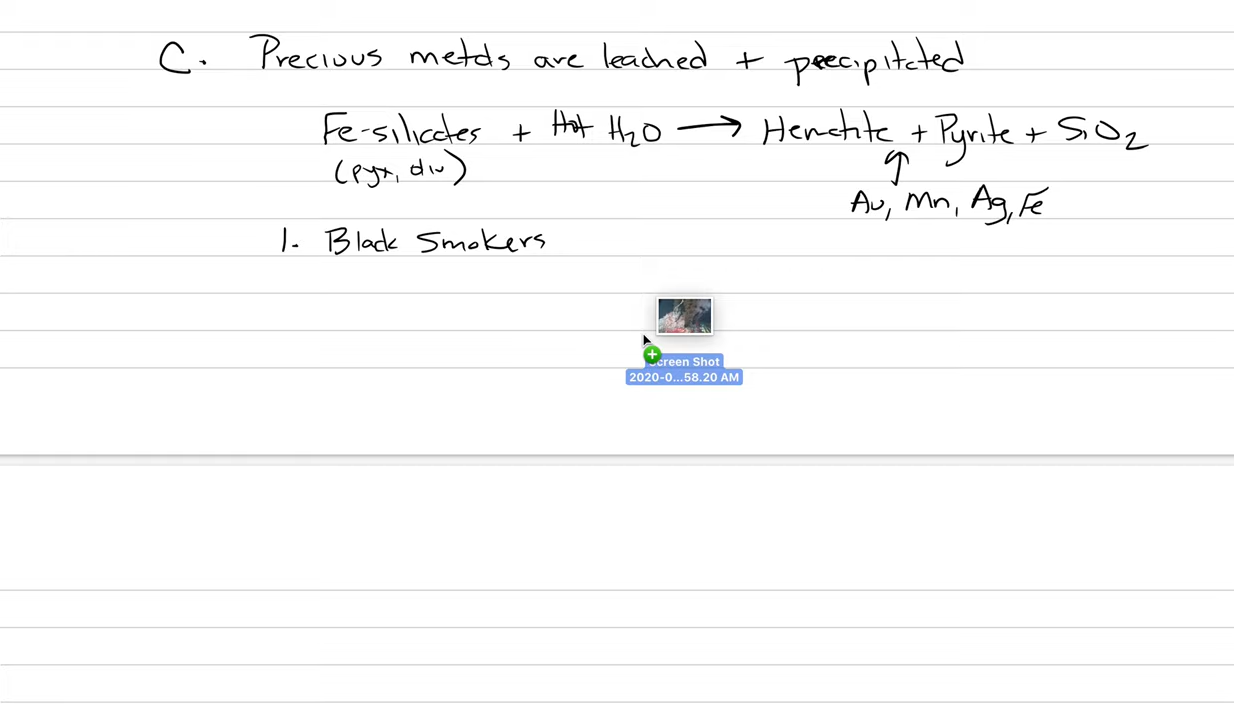 C. Precious metals are leached + precipitated
Fe-silicates + Hot H2O → Hematite + Pyrite + SiO2
(pyx, oliv)
Au, Mn, Ag, Fe
1. Black Smokers
Screen Shot
2020-0...58.20 AM